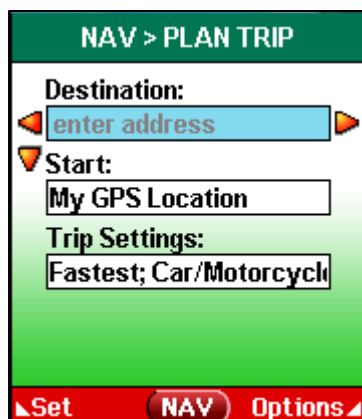 NAV > PLAN TRIP
Destination:
enter address
Start:
My GPS Location
Trip Settings:
Fastest; Car/Motorcycl
Set NAV Options